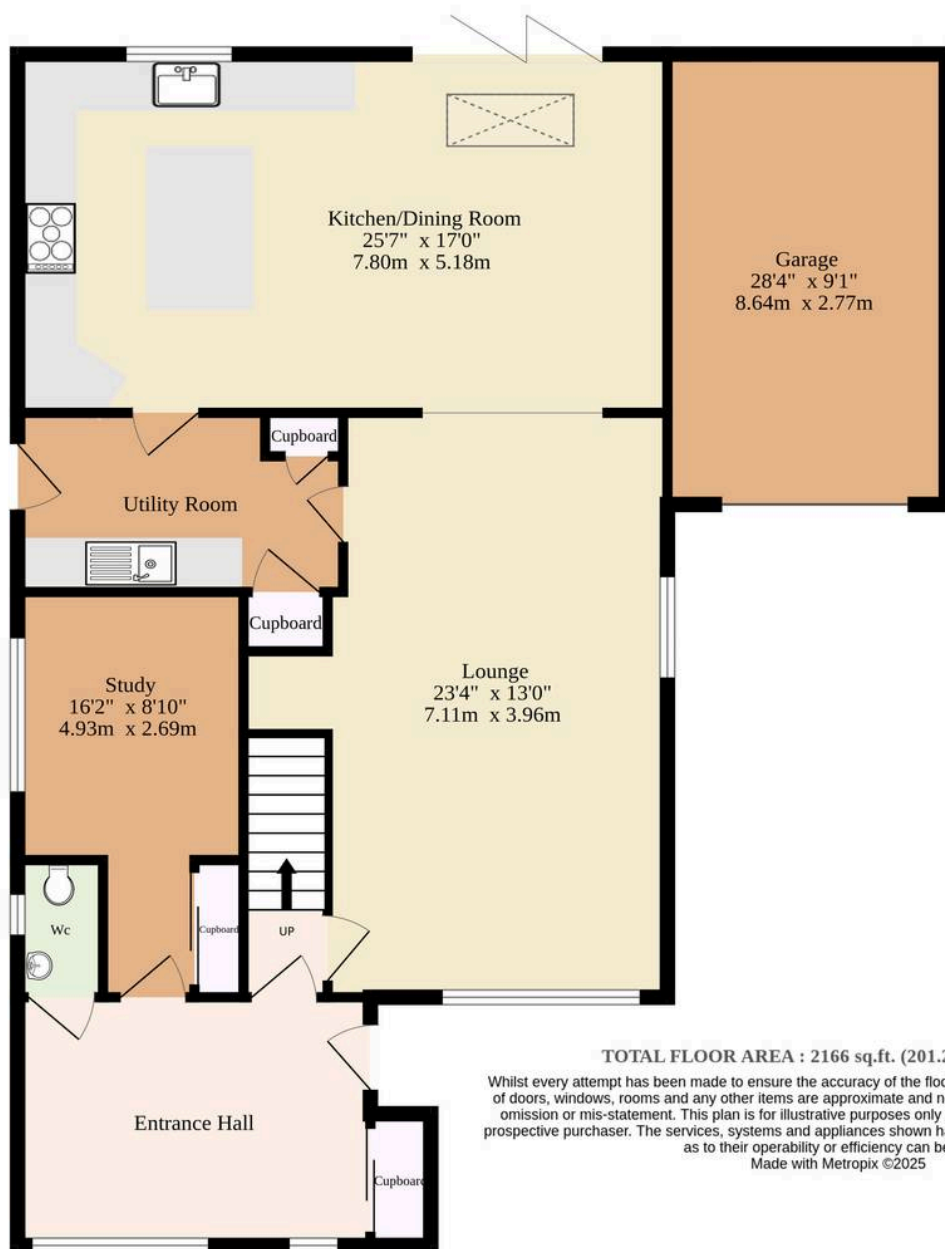 Kitchen/Dining Room
25'7" x 17'0"
7.80m x 5.18m
Garage
28'4" x 9'1"
8.64m x 2.77m
Cupboard
Utility Room
Cupboard
Lounge
23'4" x 13'0"
7.11m x 3.96m
Study
16'2" x 8'10"
4.93m x 2.69m
Wc
Cupboard
UP
Entrance Hall
Cupboard
TOTAL FLOOR AREA : 2166 sq.ft. (201.2
Whilst every attempt has been made to ensure the accuracy of the
of doors, windows, rooms and any other items are approximate and
omission or mis-statement. This plan is for illustrative purposes only
prospective purchaser. The services, systems and appliances shown
as to their operability or efficiency can be
Made with Metropix ©2025